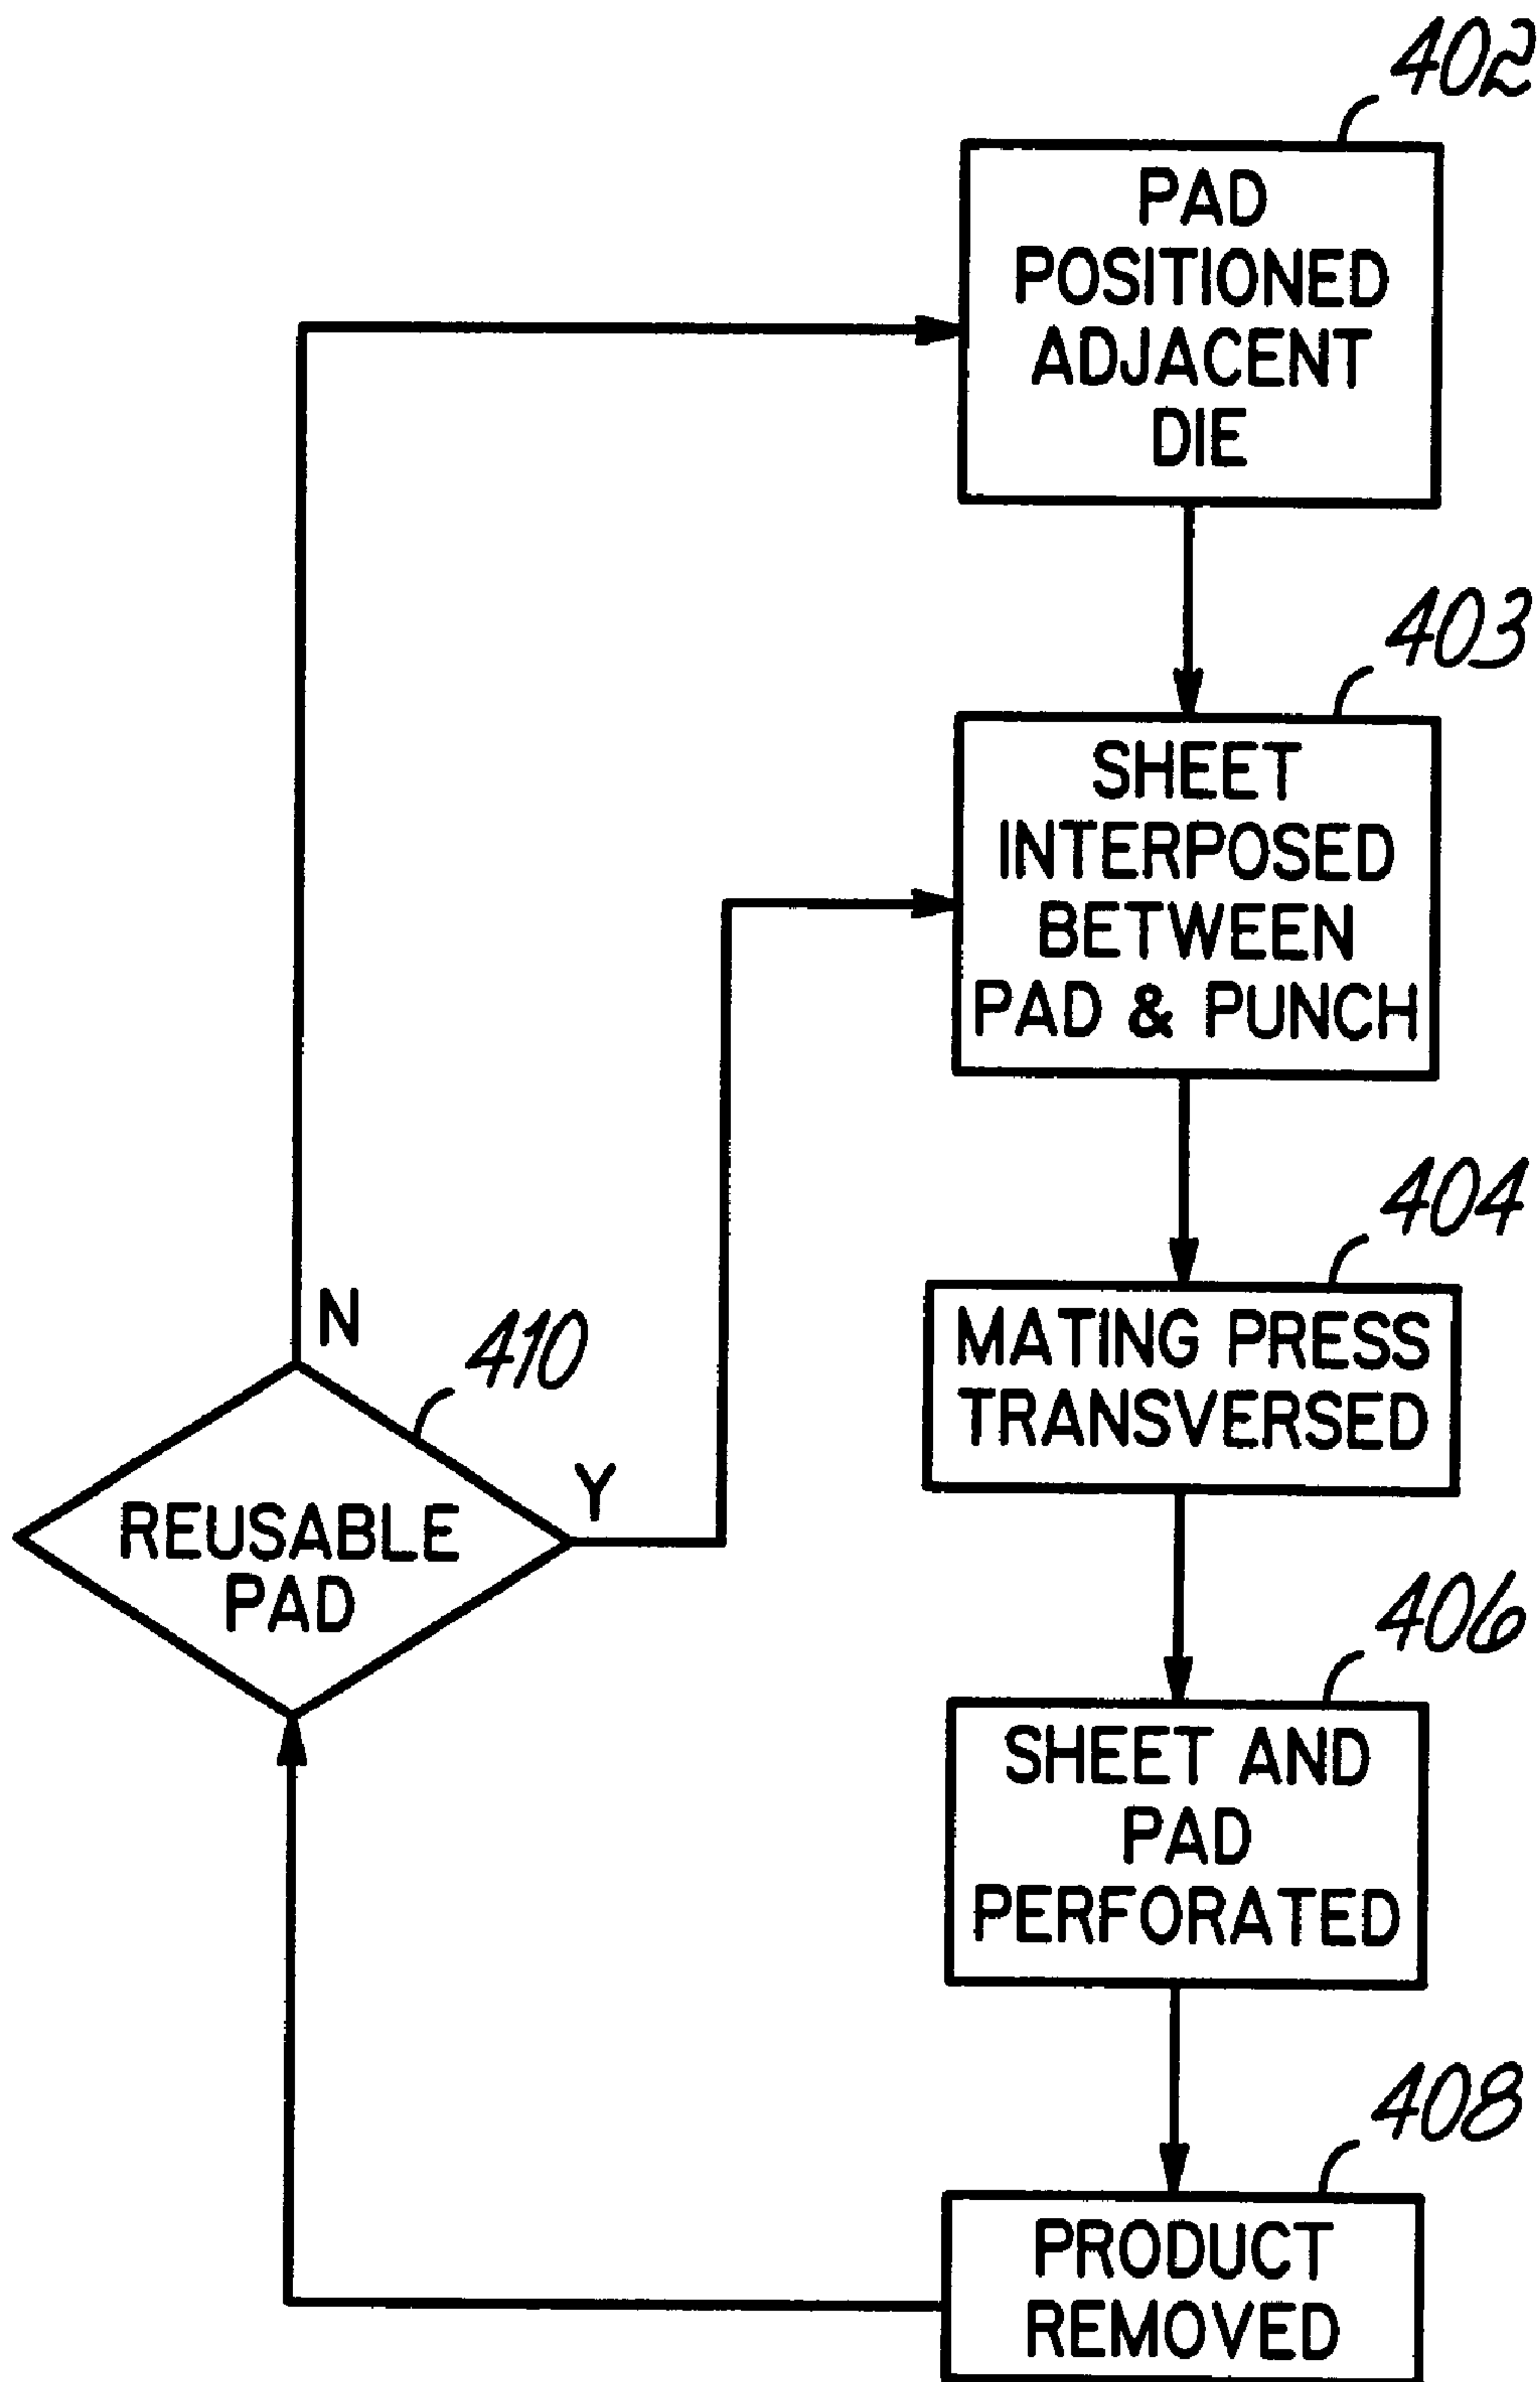 402
PAD
POSITIONED
ADJACENT
DIE
403
SHEET
INTERPOSED
BETWEEN
PAD & PUNCH
404
MATING PRESS
TRANSVERSED
406
SHEET AND
PAD
PERFORATED
408
PRODUCT
REMOVED
410
REUSABLE
PAD
N
Y